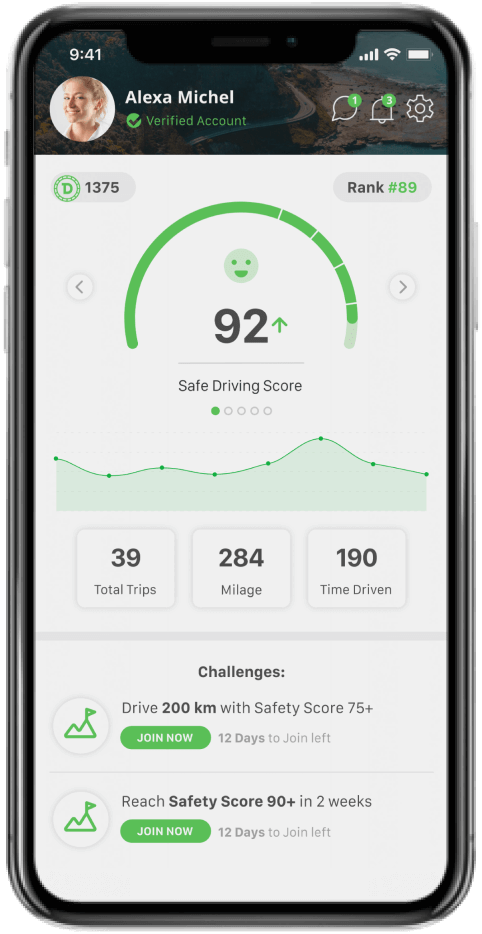 9:41
Alexa Michel
Verified Account
1
3
D 1375
Rank #89
92
Safe Driving Score
39
284
190
Total Trips
Milage
Time Driven
Challenges:
Drive 200 km with Safety Score 75+
JOIN NOW 12 Days to Join left
Reach Safety Score 90+ in 2 weeks
JOIN NOW 12 Days to Join left